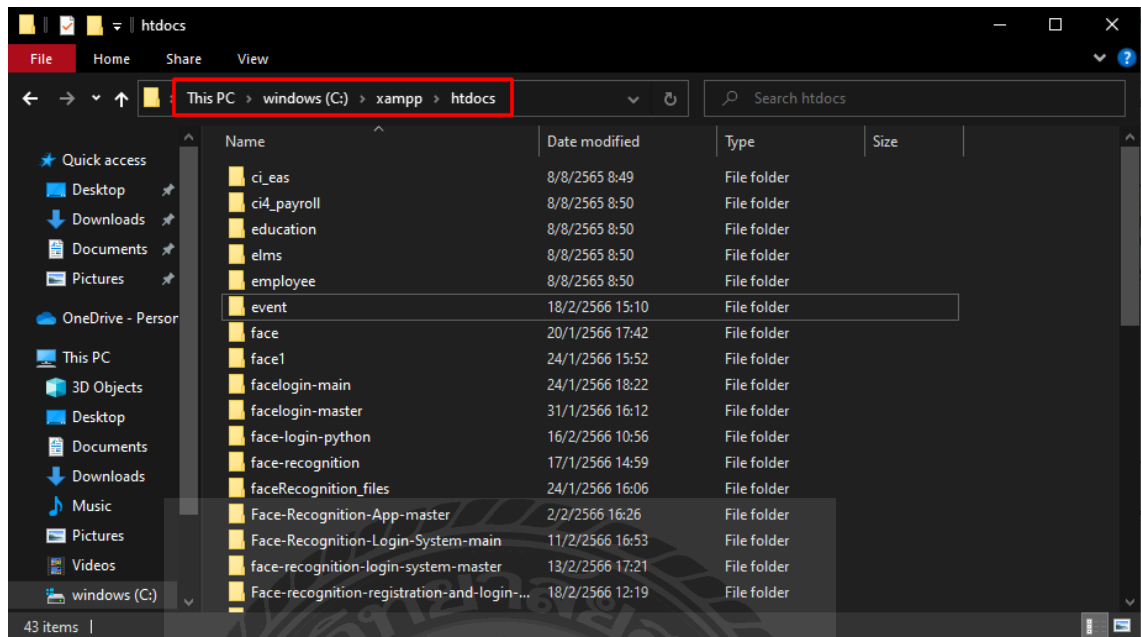 htdocs
File Home Share View
This PC > windows (C:) > xampp > htdocs Search htdocs
Name Date modified Type Size
Quick access
Desktop
Downloads
Documents
Pictures
OneDrive - Person
This PC
3D Objects
Desktop
Documents
Downloads
Music
Pictures
Videos
windows (C:)
ci_eas 8/8/2565 8:49 File folder
ci4_payroll 8/8/2565 8:50 File folder
education 8/8/2565 8:50 File folder
elms 8/8/2565 8:50 File folder
employee 8/8/2565 8:50 File folder
event 18/2/2566 15:10 File folder
face 20/1/2566 17:42 File folder
face1 24/1/2566 15:52 File folder
facelogin-main 24/1/2566 18:22 File folder
facelogin-master 31/1/2566 16:12 File folder
face-login-python 16/2/2566 10:56 File folder
face-recognition 17/1/2566 14:59 File folder
faceRecognition_files 24/1/2566 16:06 File folder
Face-Recognition-App-master 2/2/2566 16:26 File folder
Face-Recognition-Login-System-main 11/2/2566 16:53 File folder
face-recognition-login-system-master 13/2/2566 17:21 File folder
Face-recognition-registration-and-login-... 18/2/2566 12:19 File folder
43 items